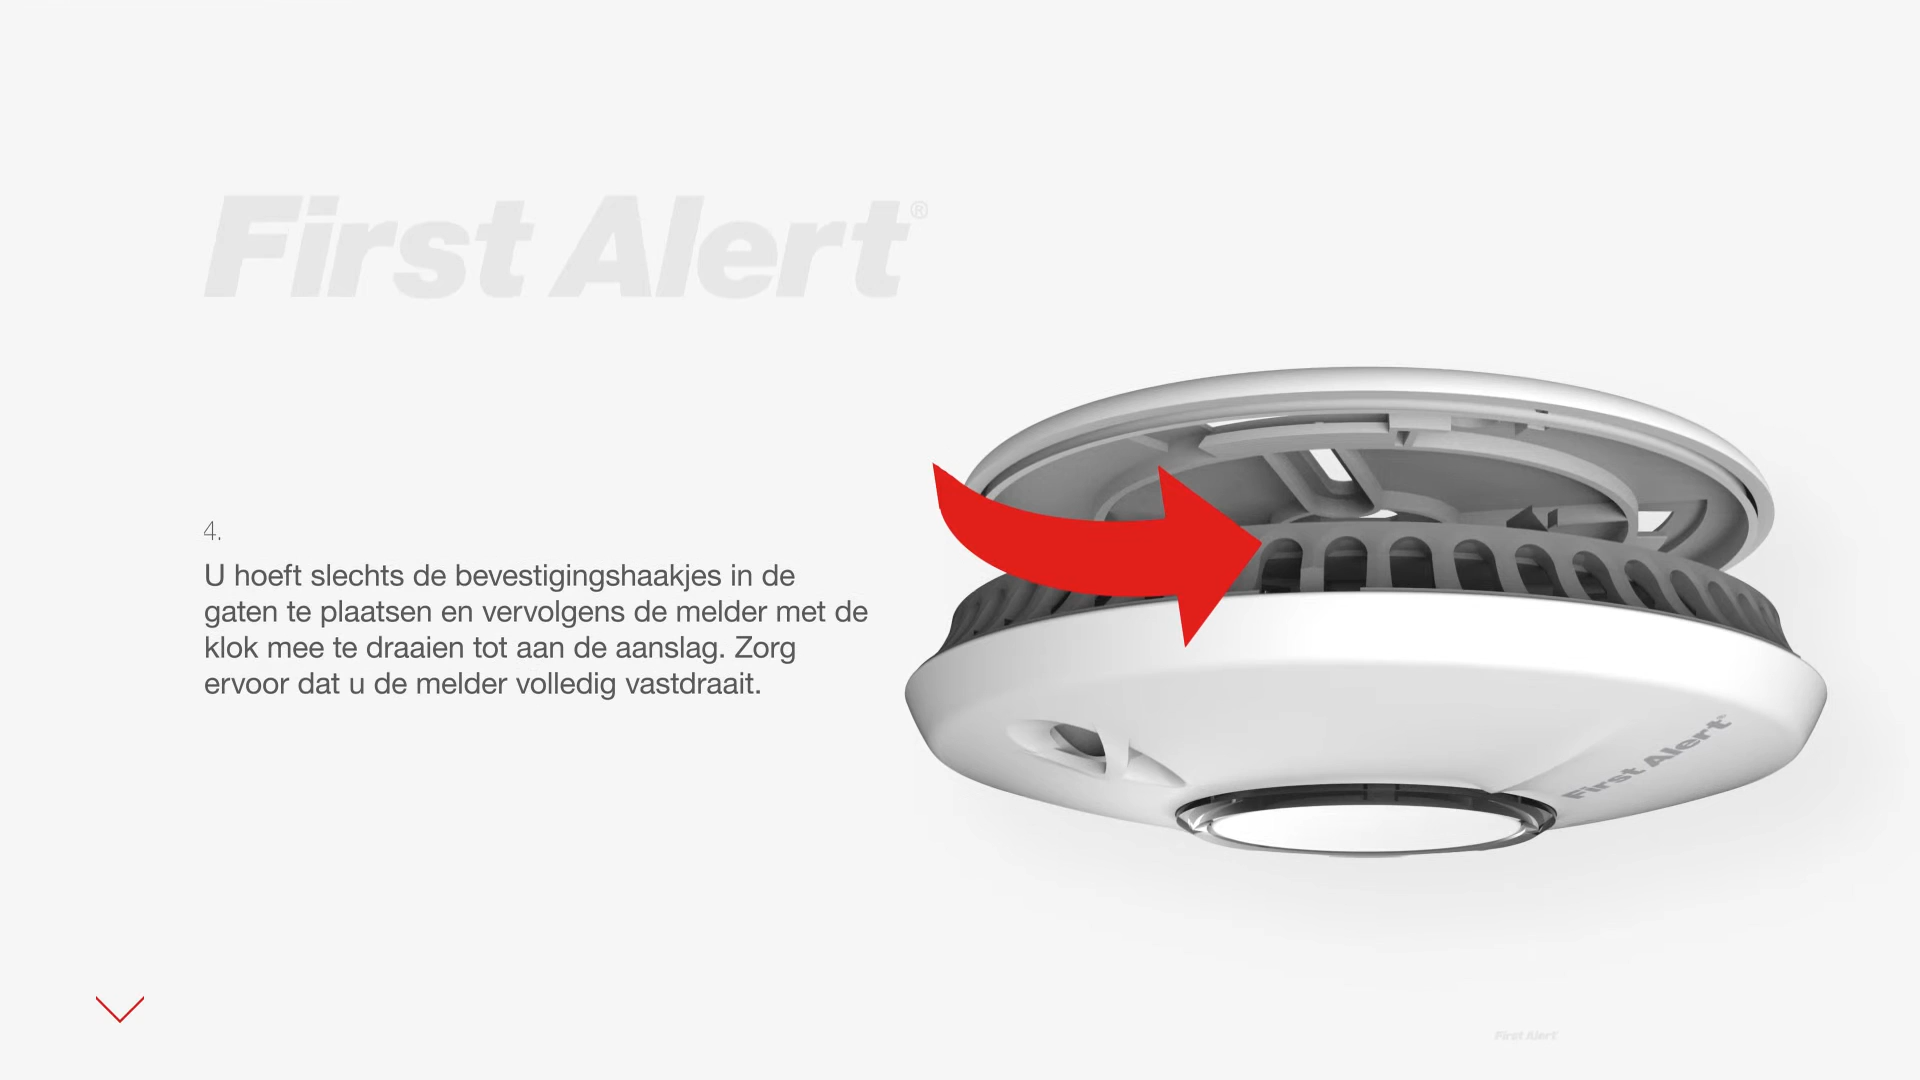 First Alert®
4.
U hoeft slechts de bevestigingshaakjes in de
gaten te plaatsen en vervolgens de melder met de
klok mee te draaien tot aan de aanslag. Zorg
ervoor dat u de melder volledig vastdraait.
First Alert
First Alert